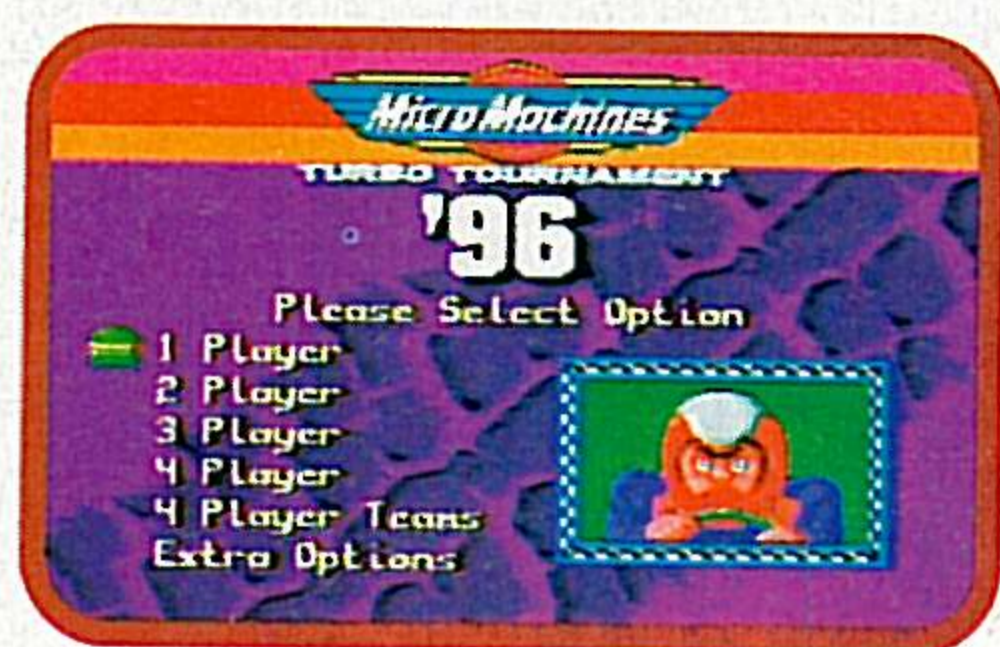 Micro Machines
TURBO TOURNAMENT
'96
Please Select Option
1 Player
2 Player
3 Player
4 Player
4 Player Teams
Extra Options